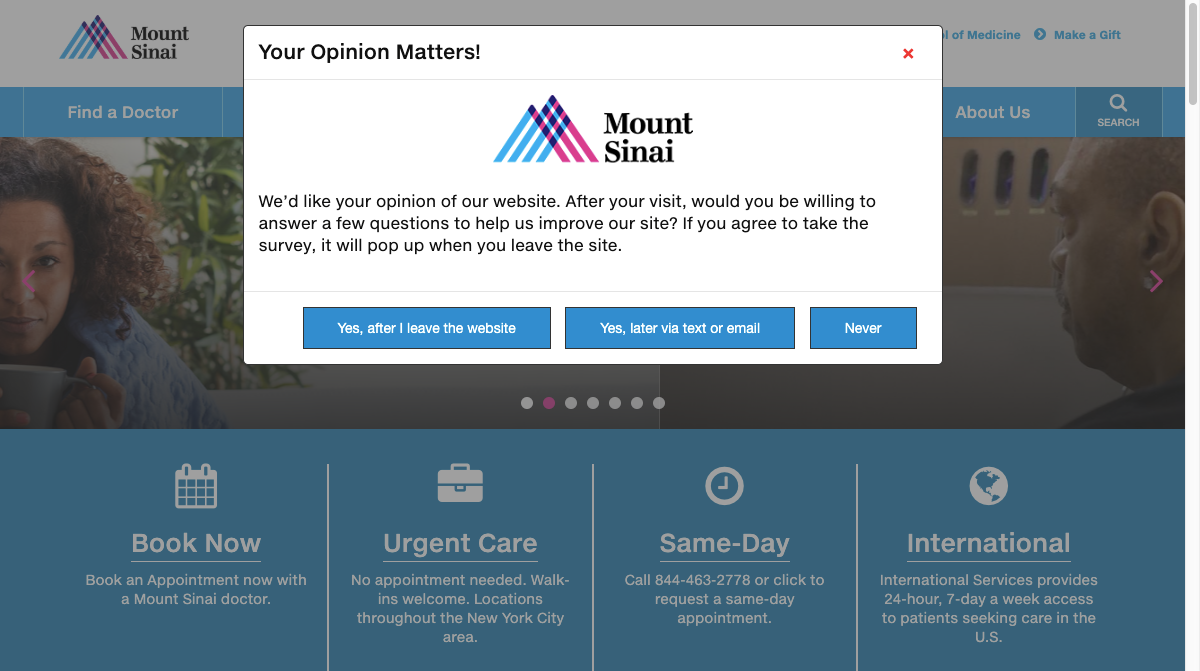 Mount
Sinai
Your Opinion Matters!
of Medicine
Make a Gift
Find a Doctor
About Us
SEARCH
Mount
Sinai
We'd like your opinion of our website. After your visit, would you be willing to
answer a few questions to help us improve our site? If you agree to take the
survey, it will pop up when you leave the site.
Yes, after I leave the website
Yes, later via text or email
Never
Book Now
Book an Appointment now with
a Mount Sinai doctor.
Urgent Care
No appointment needed. Walk-
ins welcome. Locations
throughout the New York City
area.
Same-Day
Call 844-463-2778 or click to
request a same-day
appointment.
International
International Services provides
24-hour, 7-day a week access
to patients seeking care in the
U.S.